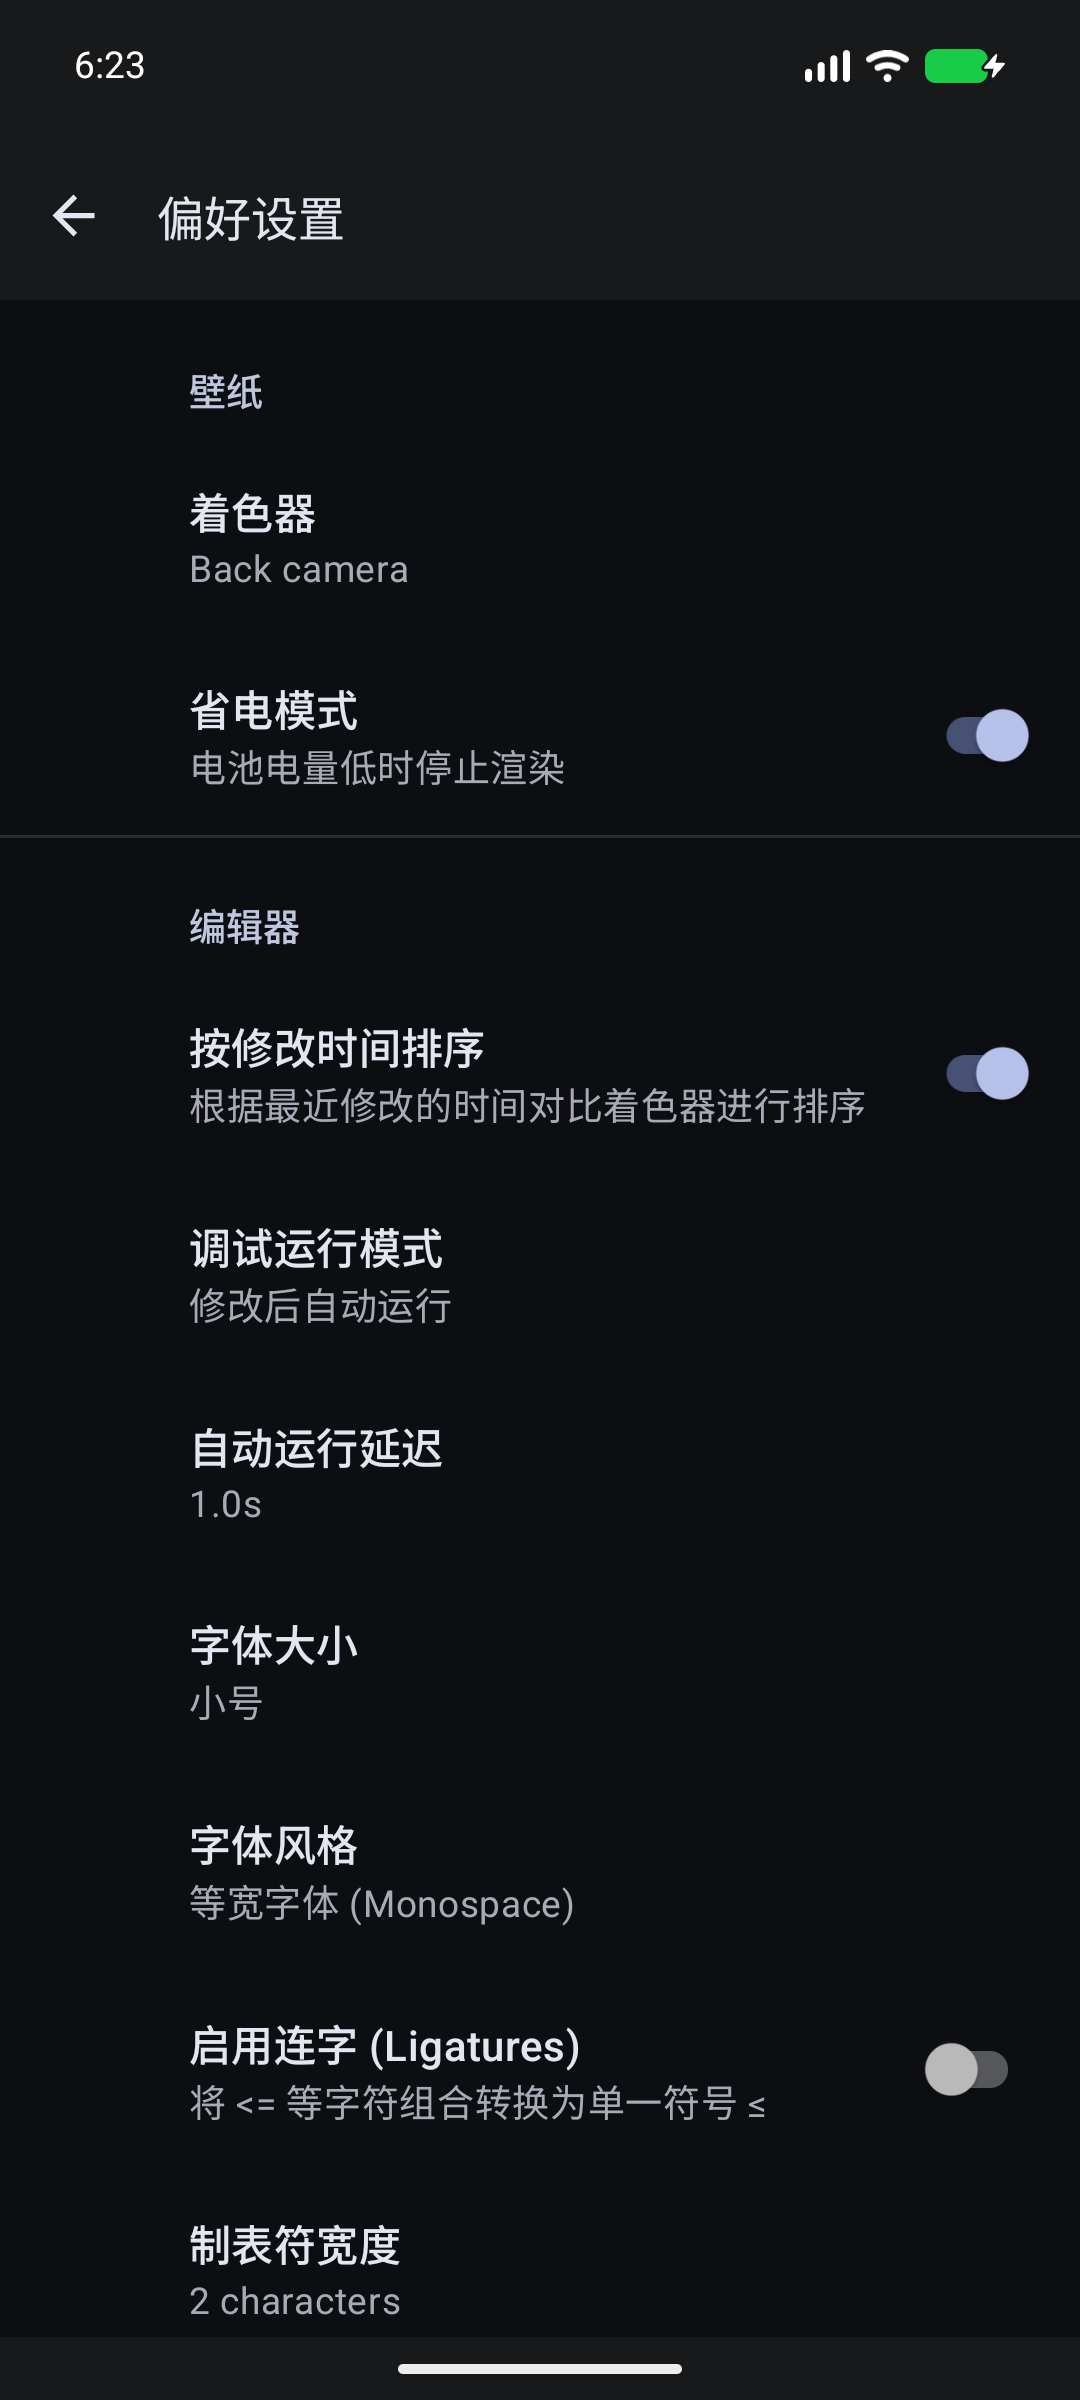 6:23
偏好设置
壁纸
着色器
Back camera
省电模式
电池电量低时停止渲染
编辑器
按修改时间排序
根据最近修改的时间对比着色器进行排序
调试运行模式
修改后自动运行
自动运行延迟
1.0s
字体大小
小号
字体风格
等宽字体 (Monospace)
启用连字 (Ligatures)
将 <= 等字符组合转换为单一符号 ≤
制表符宽度
2 characters